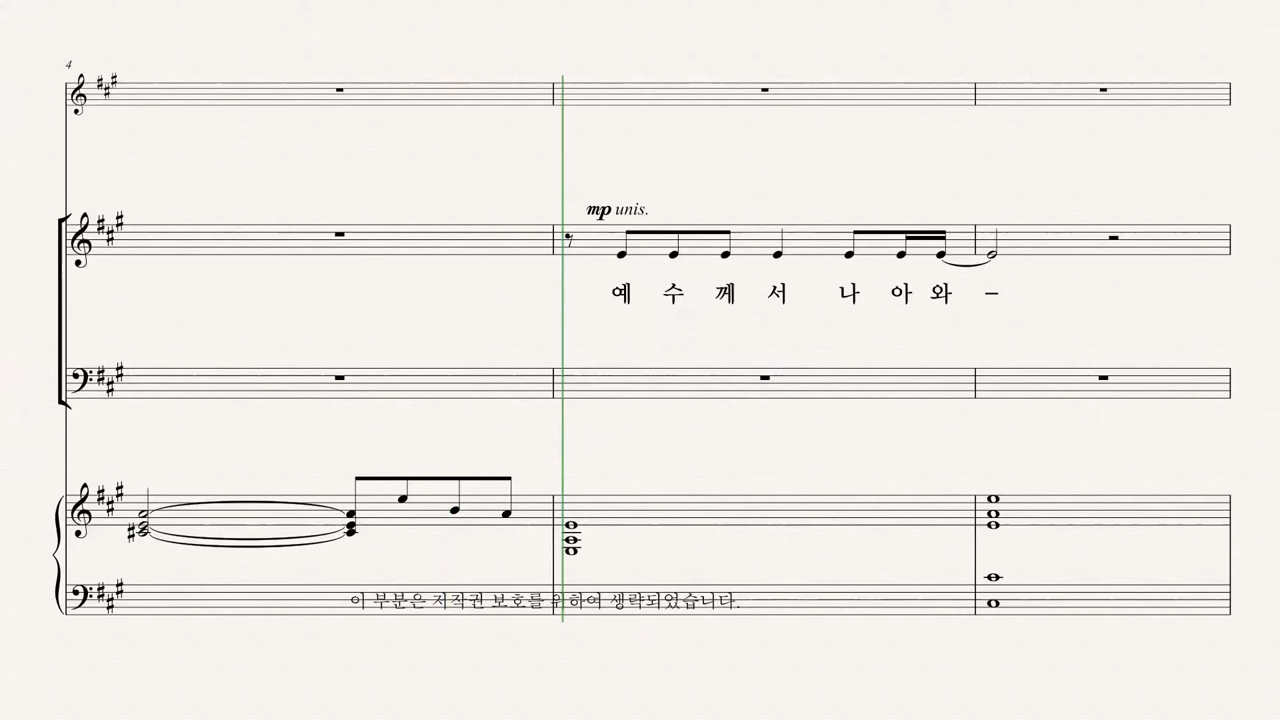 4
mp unis.
예 수 께 서 나 아 와 –
이 부분은 저작권 보호를 위하여 생략되었습니다.